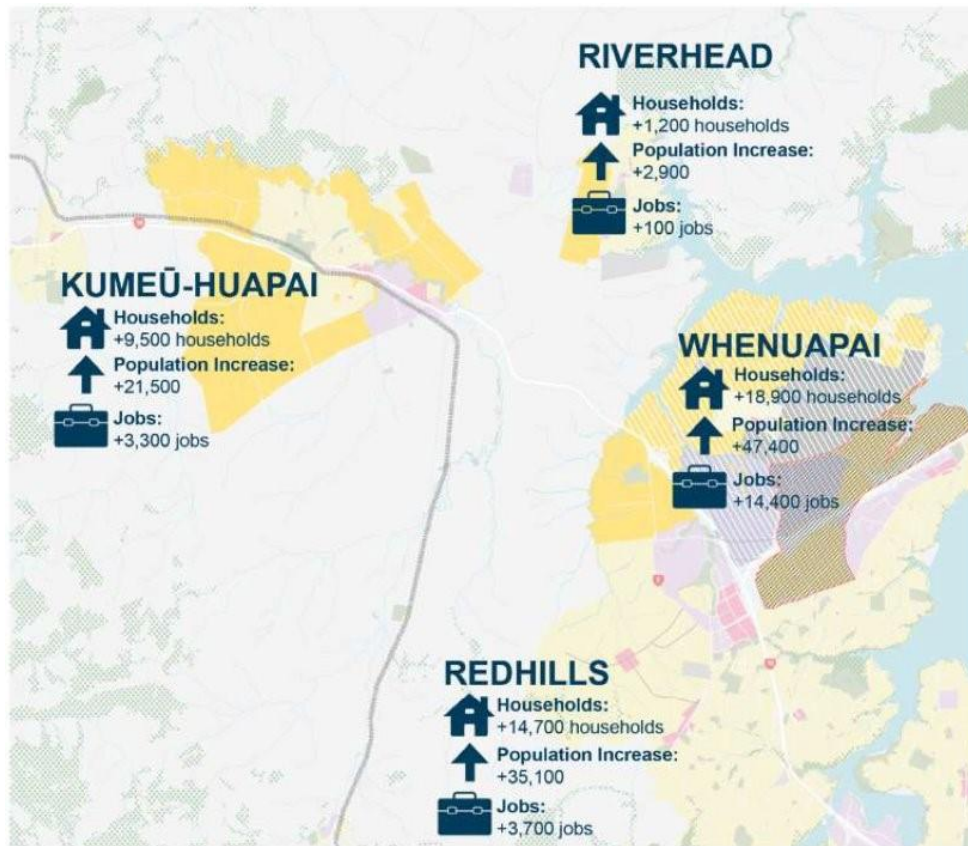 RIVERHEAD
Households:
+1,200 households
Population Increase:
+2,900
Jobs:
+100 jobs
KUMEŪ-HUAPAI
Households:
+9,500 households
Population Increase:
+21,500
Jobs:
+3,300 jobs
WHENUAPAI
Households:
+18,900 households
Population Increase:
+47,400
Jobs:
+14,400 jobs
REDHILLS
Households:
+14,700 households
Population Increase:
+35,100
Jobs:
+3,700 jobs